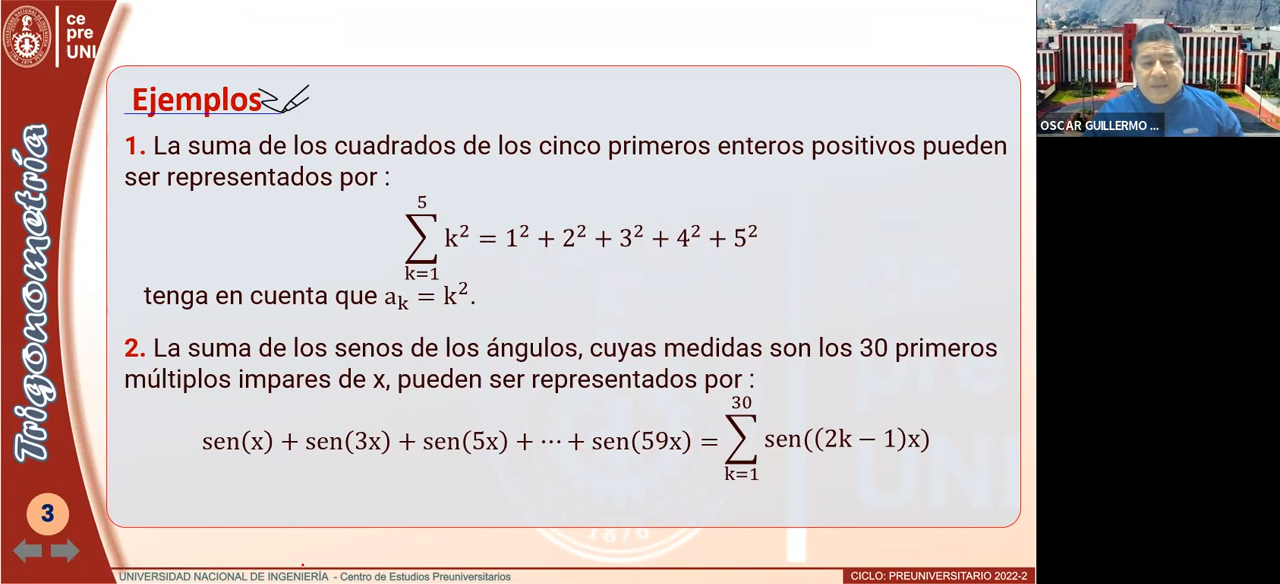 ce
pre
UNI
Trigonometría
Ejemplos
1. La suma de los cuadrados de los cinco primeros enteros positivos pueden
ser representados por :
5
∑ k² = 1² + 2² + 3² + 4² + 5²
k=1
tenga en cuenta que aₖ = k².
2. La suma de los senos de los ángulos, cuyas medidas son los 30 primeros
múltiplos impares de x, pueden ser representados por :
30
sen(x) + sen(3x) + sen(5x) + ⋯ + sen(59x) = ∑ sen((2k − 1)x)
k=1
3
UNIVERSIDAD NACIONAL DE INGENIERÍA - Centro de Estudios Preuniversitarios
CICLO: PREUNIVERSITARIO 2022-2
OSCAR GUILLERMO ...
pre
UNI
1876